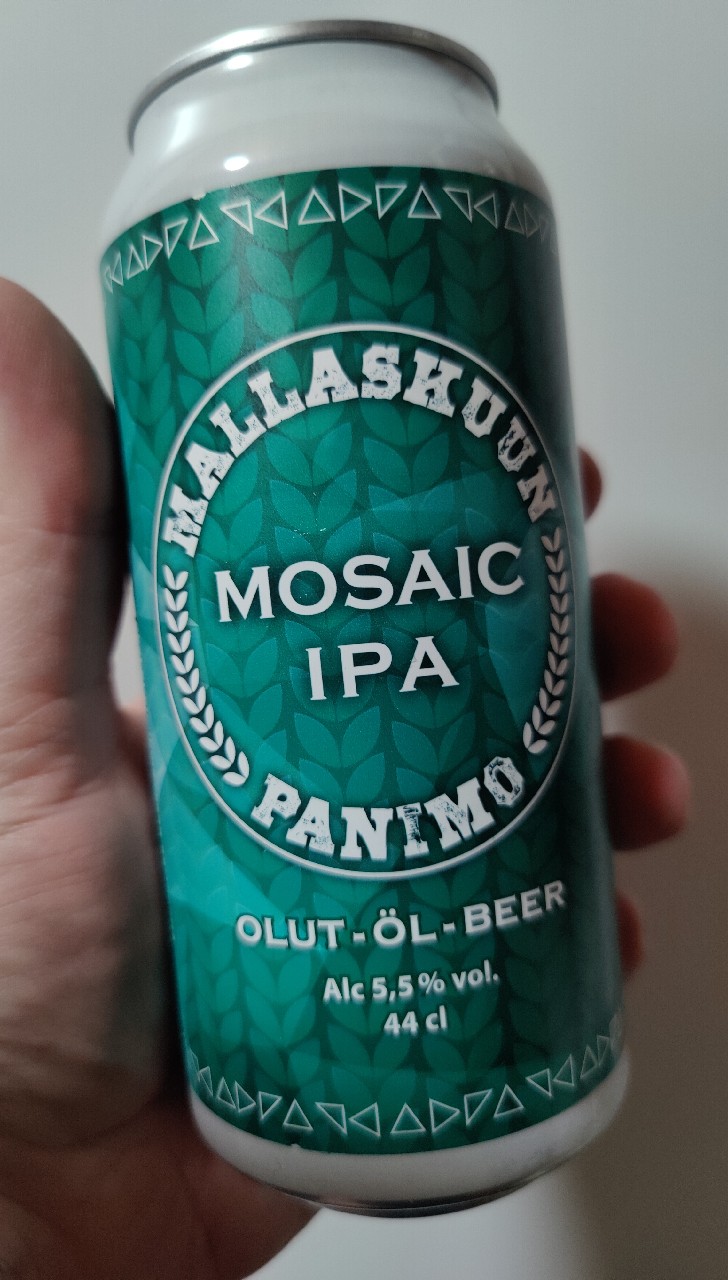 MALLASKUUN
MOSAIC
IPA
PANIMO
OLUT-ÖL-BEER
Alc 5,5 % vol.
44 cl